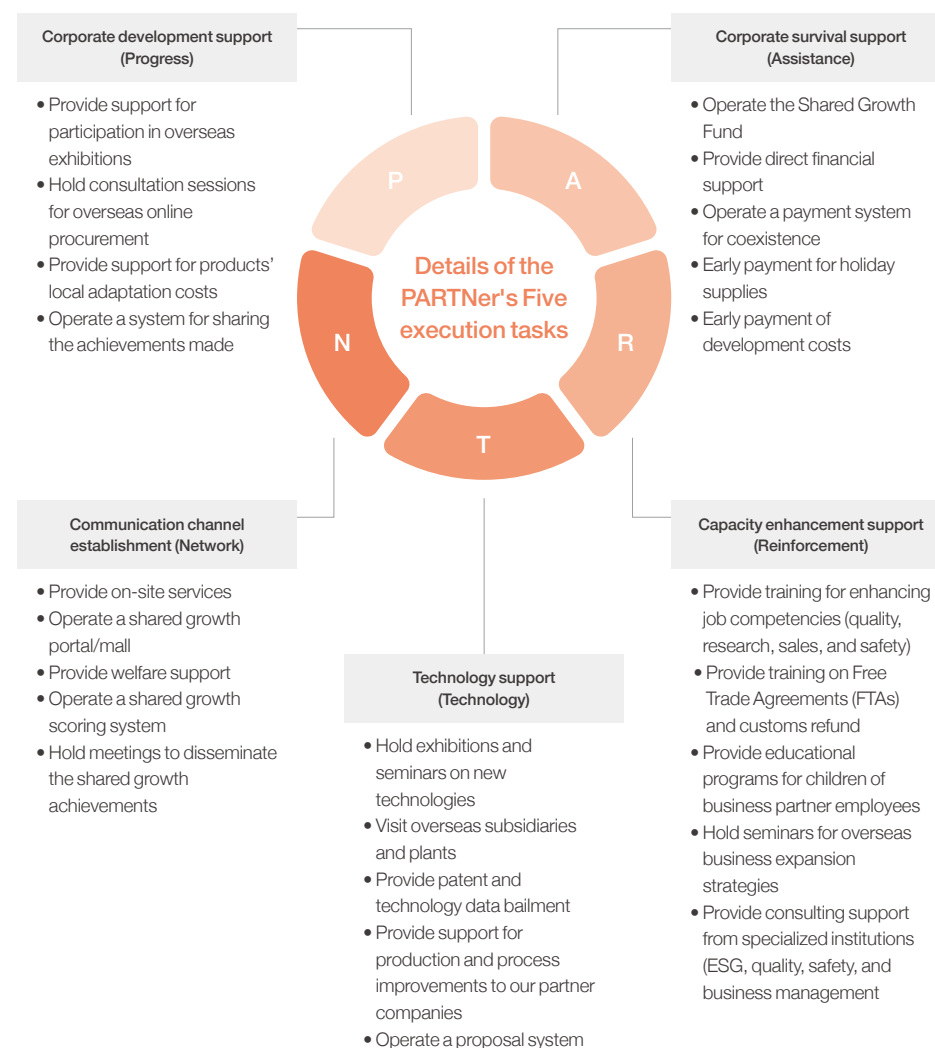 Corporate development support
(Progress)
• Provide support for
participation in overseas
exhibitions
• Hold consultation sessions
for overseas online
procurement
• Provide support for products’
local adaptation costs
• Operate a system for sharing
the achievements made
Corporate survival support
(Assistance)
• Operate the Shared Growth
Fund
• Provide direct financial
support
• Operate a payment system
for coexistence
• Early payment for holiday
supplies
• Early payment of
development costs
P
A
R
T
N
Details of the
PARTNer's Five
execution tasks
Communication channel
establishment (Network)
• Provide on-site services
• Operate a shared growth
portal/mall
• Provide welfare support
• Operate a shared growth
scoring system
• Hold meetings to disseminate
the shared growth
achievements
Technology support
(Technology)
• Hold exhibitions and
seminars on new
technologies
• Visit overseas subsidiaries
and plants
• Provide patent and
technology data bailment
• Provide support for
production and process
improvements to our partner
companies
• Operate a proposal system
Capacity enhancement support
(Reinforcement)
• Provide training for enhancing
job competencies (quality,
research, sales, and safety)
• Provide training on Free
Trade Agreements (FTAs)
and customs refund
• Provide educational
programs for children of
business partner employees
• Hold seminars for overseas
business expansion
strategies
• Provide consulting support
from specialized institutions
(ESG, quality, safety, and
business management